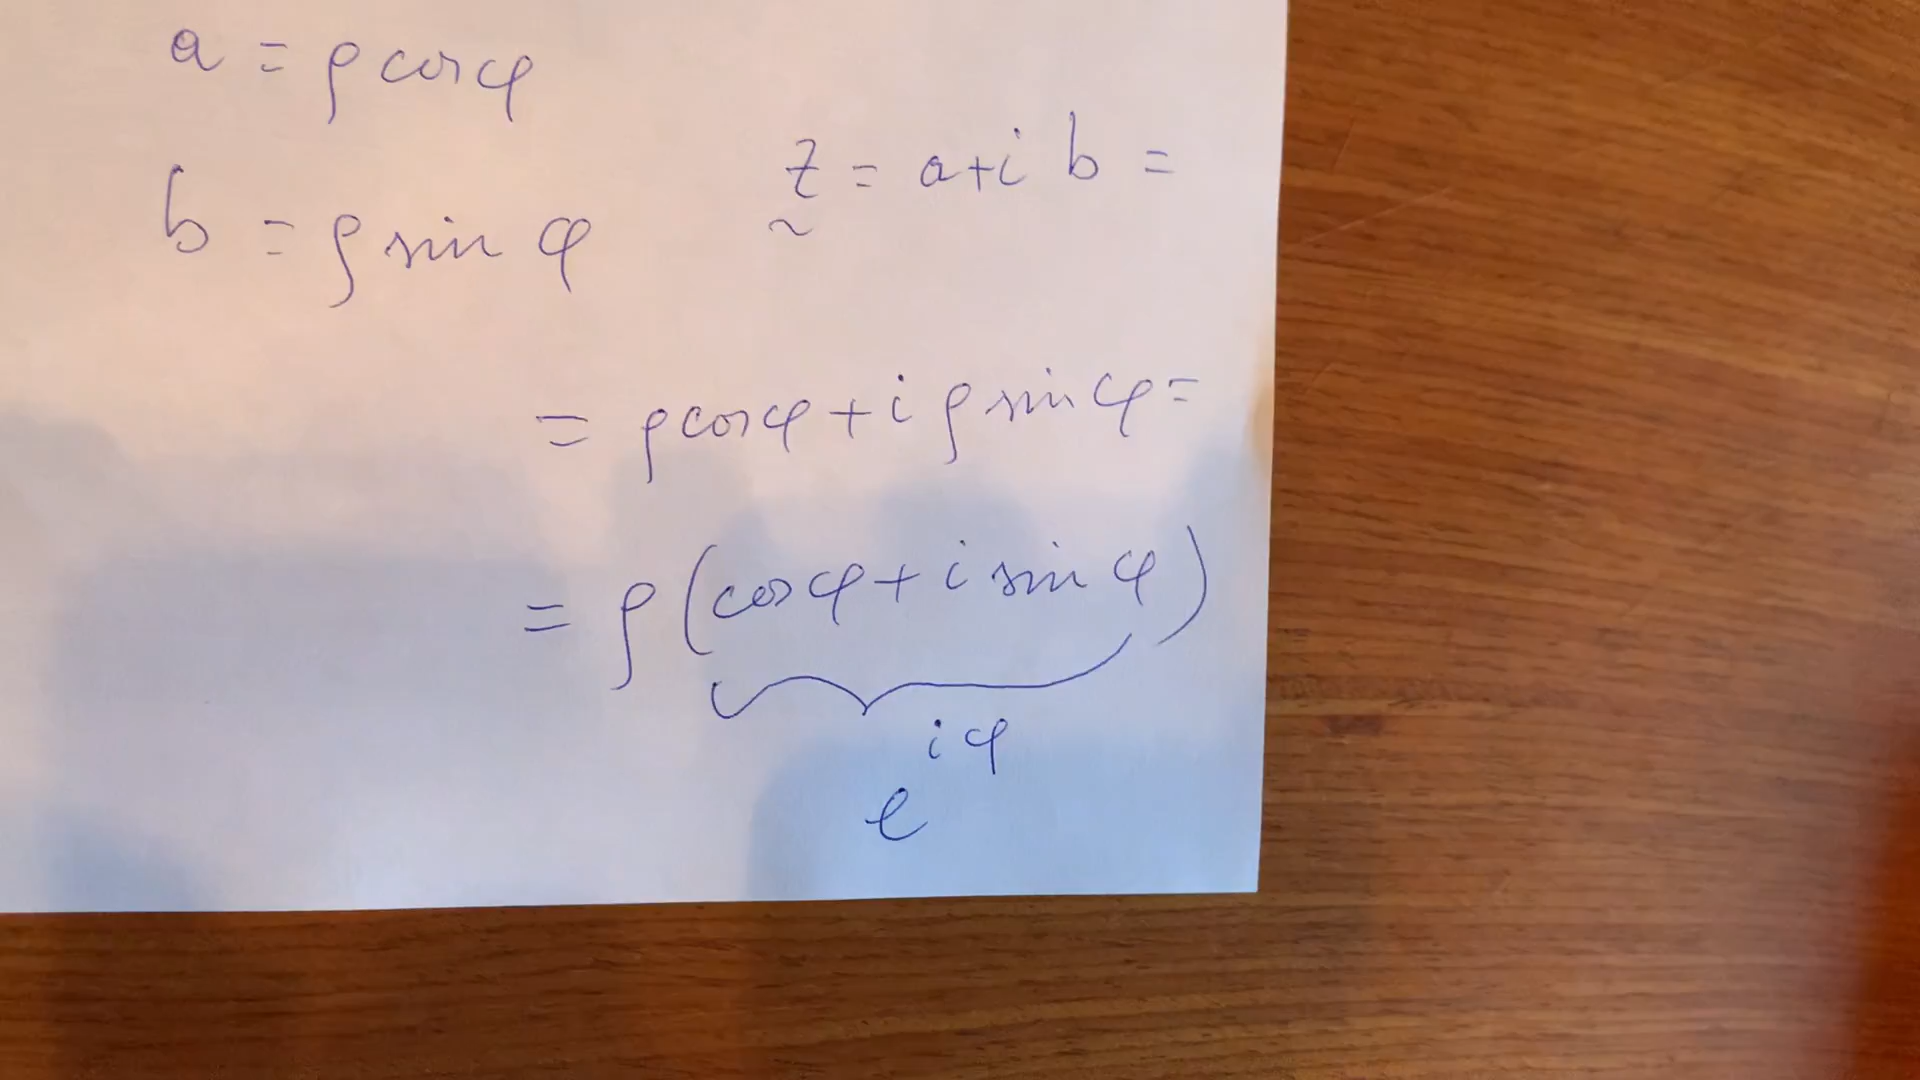 a = ρ cos φ
b = ρ sin φ
z = a + i b =
~
= ρ cos φ + i ρ sin φ =
= ρ (cos φ + i sin φ)
e^{iφ}